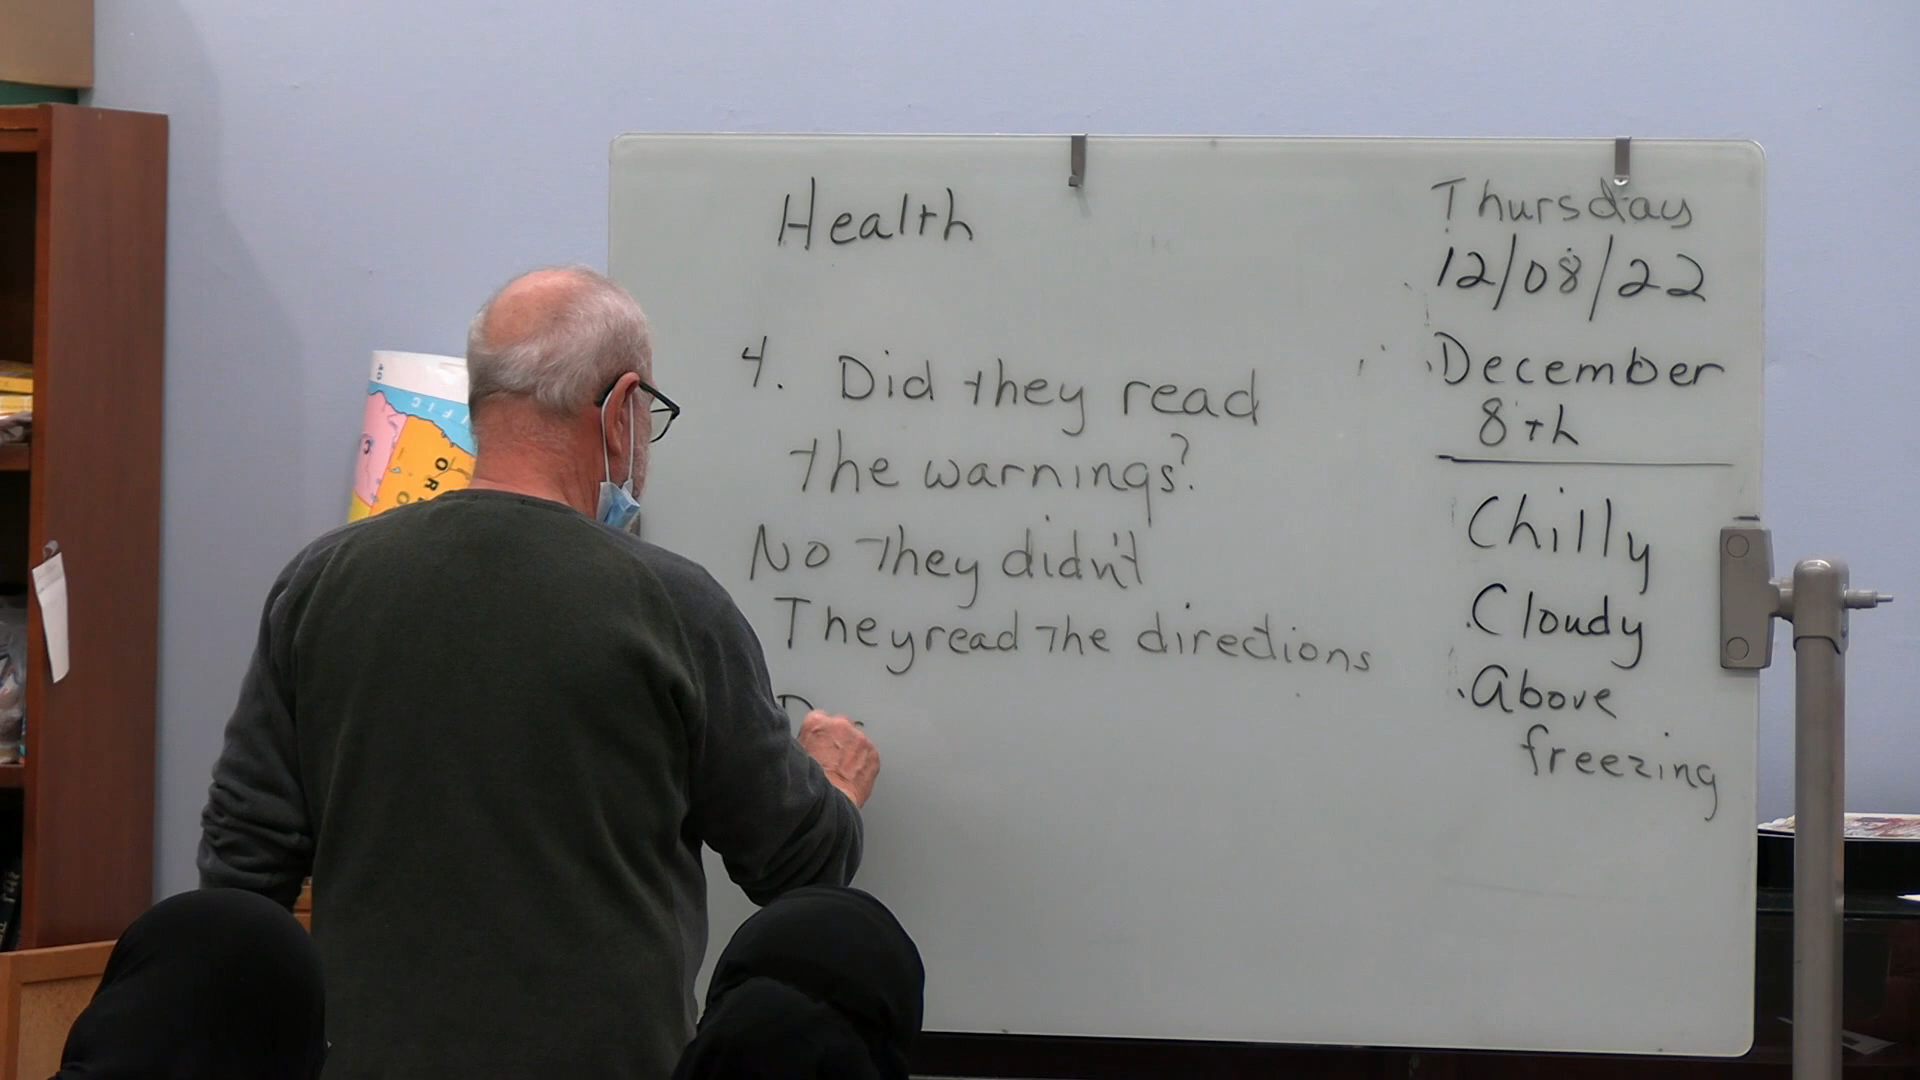 Health
4. Did they read
the warnings?
No They didn't
They read The directions
Thursday
12/08/22
December
8th
Chilly
Cloudy
Above
freezing